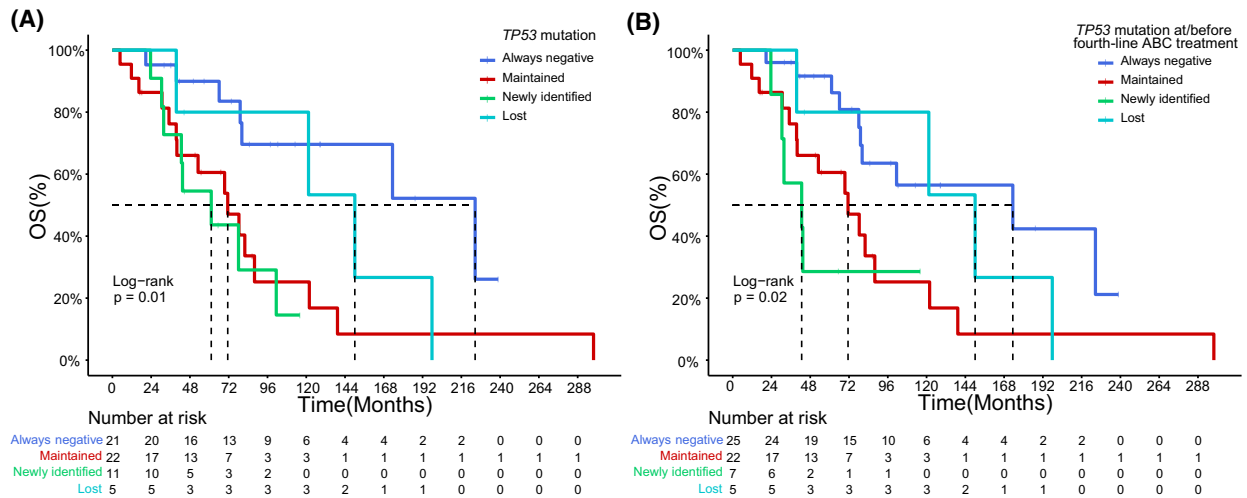 (A)
TP53 mutation
Always negative
Maintained
Newly identified
Lost
100%
80%
60%
40%
20%
0%
OS(%)
Log−rank
p = 0.01
0 24 48 72 96 120 144 168 192 216 240 264 288
Time(Months)
Number at risk
Always negative 21 20 16 13 9 6 4 4 2 2 0 0 0
Maintained 22 17 13 7 3 3 1 1 1 1 1 1 1
Newly identified 11 10 5 3 2 0 0 0 0 0 0 0 0
Lost 5 5 3 3 3 3 2 1 1 0 0 0 0
(B)
TP53 mutation at/before
fourth-line ABC treatment
Always negative
Maintained
Newly identified
Lost
100%
80%
60%
40%
20%
0%
OS(%)
Log−rank
p = 0.02
0 24 48 72 96 120 144 168 192 216 240 264 288
Time(Months)
Number at risk
Always negative 25 24 19 15 10 6 4 4 2 2 0 0 0
Maintained 22 17 13 7 3 3 1 1 1 1 1 1 1
Newly identified 7 6 2 1 1 0 0 0 0 0 0 0 0
Lost 5 5 3 3 3 3 2 1 1 0 0 0 0